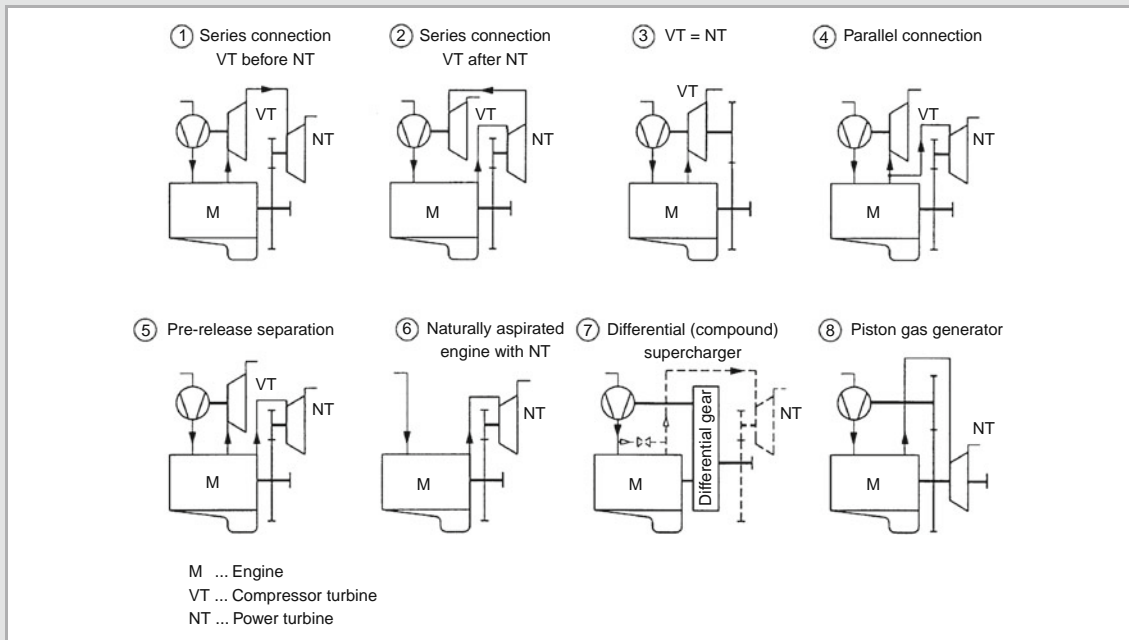 ① Series connection
VT before NT
② Series connection
VT after NT
③ VT = NT
④ Parallel connection
VT
NT
M
VT
NT
M
VT
M
VT
NT
M
⑤ Pre-release separation
⑥ Naturally aspirated
engine with NT
⑦ Differential (compound)
supercharger
⑧ Piston gas generator
VT
NT
M
NT
M
Differential gear
NT
M
NT
M
M ... Engine
VT ... Compressor turbine
NT ... Power turbine